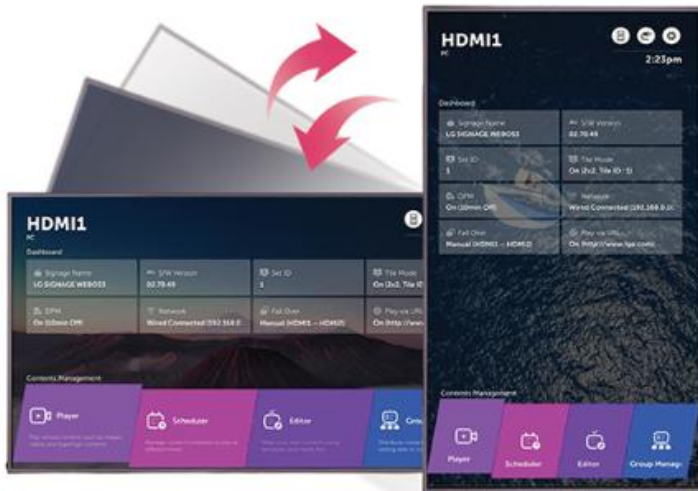 HDMI1
PC
Dashboard
Signage Name
LG SIGNAGE WEBOS3
S/W Version
02.70.49
Set ID
1
Tile Mode
On (2x2, Tile ID
DPM
On (10min Off)
Network
Wired Connected (192.168.0.
Fail Over
Manual (HDMI1 -- HDMI2)
Play via URL
On (http://www.
Contents Management
Player
Scheduler
Editor
Grou
HDMI1
PC
2:23pm
Dashboard
Signage Name
LG SIGNAGE WEBOS3
S/W Version
02.70.49
Set ID
1
Tile Mode
On (2x2, Tile ID : 1)
DPM
On (10min Off)
Network
Wired Connected (192.168.0.
Fail Over
Manual (HDMI1 -- HDMI2)
Play via URL
On (http://www.lge.com)
Contents Management
Player
Scheduler
Editor
Group Manag